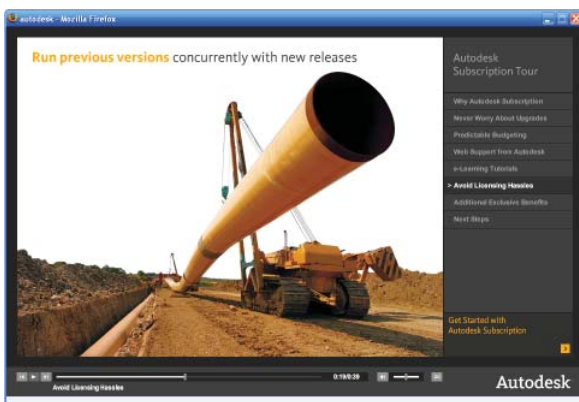 autodesk - Mozilla Firefox
Run previous versions concurrently with new releases
Autodesk
Subscription Tour
Why Autodesk Subscription
Never Worry About Upgrades
Predictable Budgeting
Web Support from Autodesk
e-Learning Tutorials
> Avoid Licensing Hassles
Additional Exclusive Benefits
Next Steps
Get Started with
Autodesk Subscription
0:19/0:39
Avoid Licensing Hassles
Autodesk